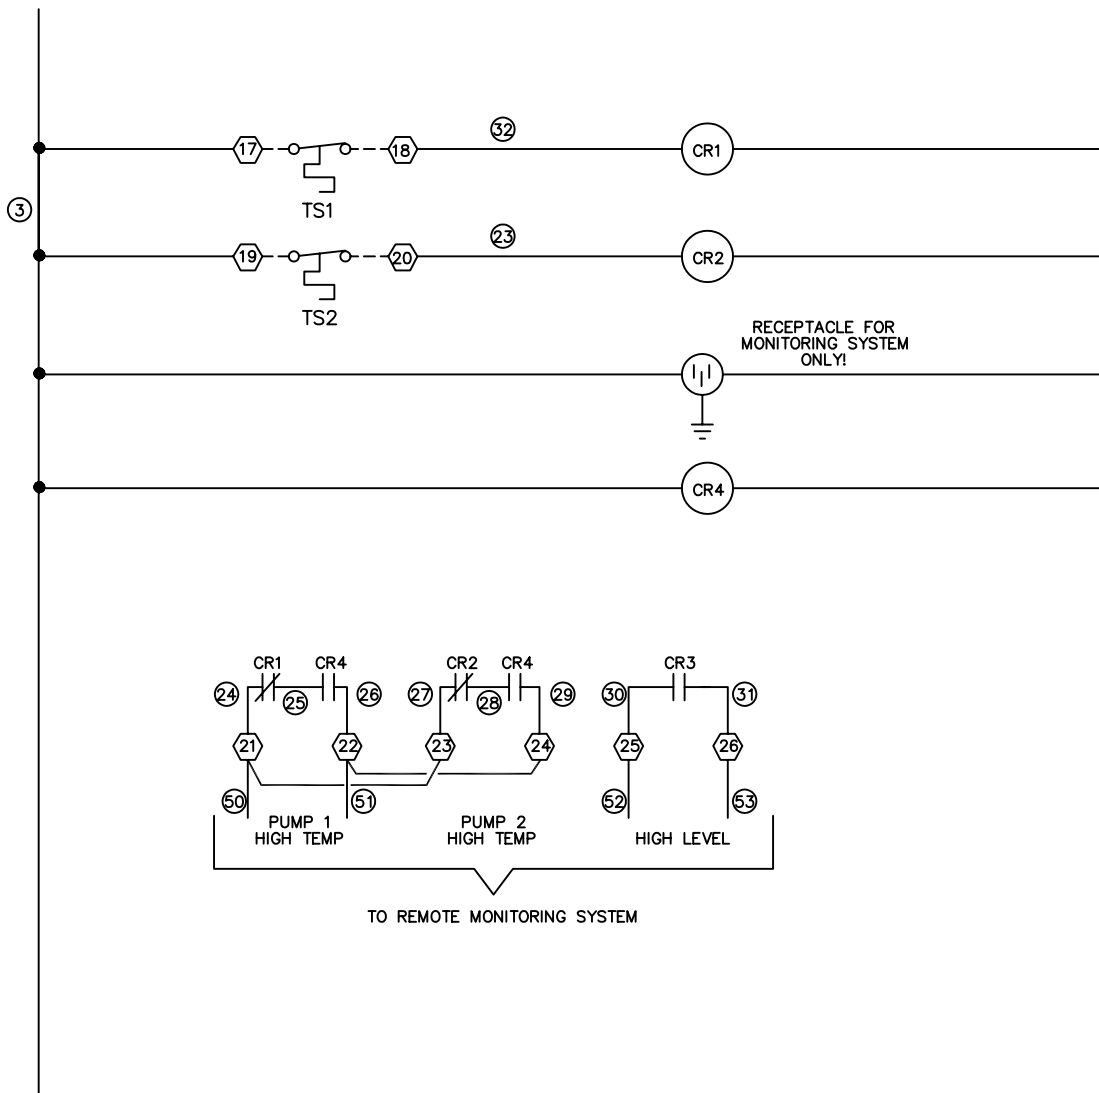 32
17
18
CR1
3
TS1
23
19
20
CR2
TS2
RECEPTACLE FOR
MONITORING SYSTEM
ONLY!
CR4
CR1 CR4 CR2 CR4 CR3
24 25 26 27 28 29 30 31
21 22 23 24 25 26
50 51 52 53
PUMP 1
HIGH TEMP
PUMP 2
HIGH TEMP
HIGH LEVEL
TO REMOTE MONITORING SYSTEM